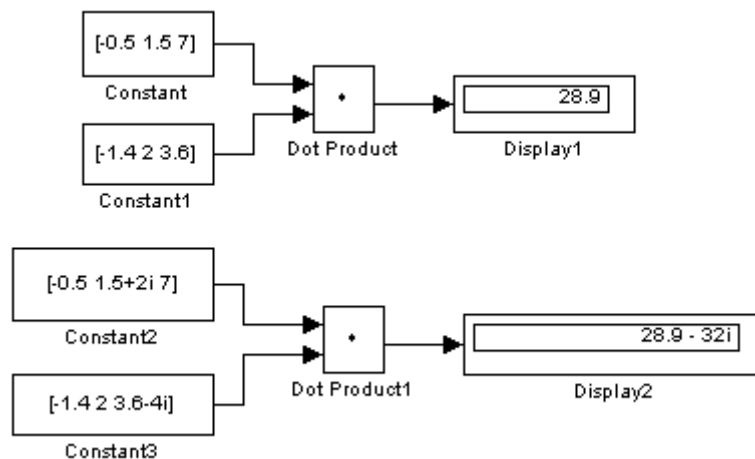 [-0.5 1.5 7]
Constant
[-1.4 2 3.6]
Constant1
Dot Product
28.9
Display1
[-0.5 1.5+2i 7]
Constant2
[-1.4 2 3.6-4i]
Constant3
Dot Product1
28.9 - 32i
Display2